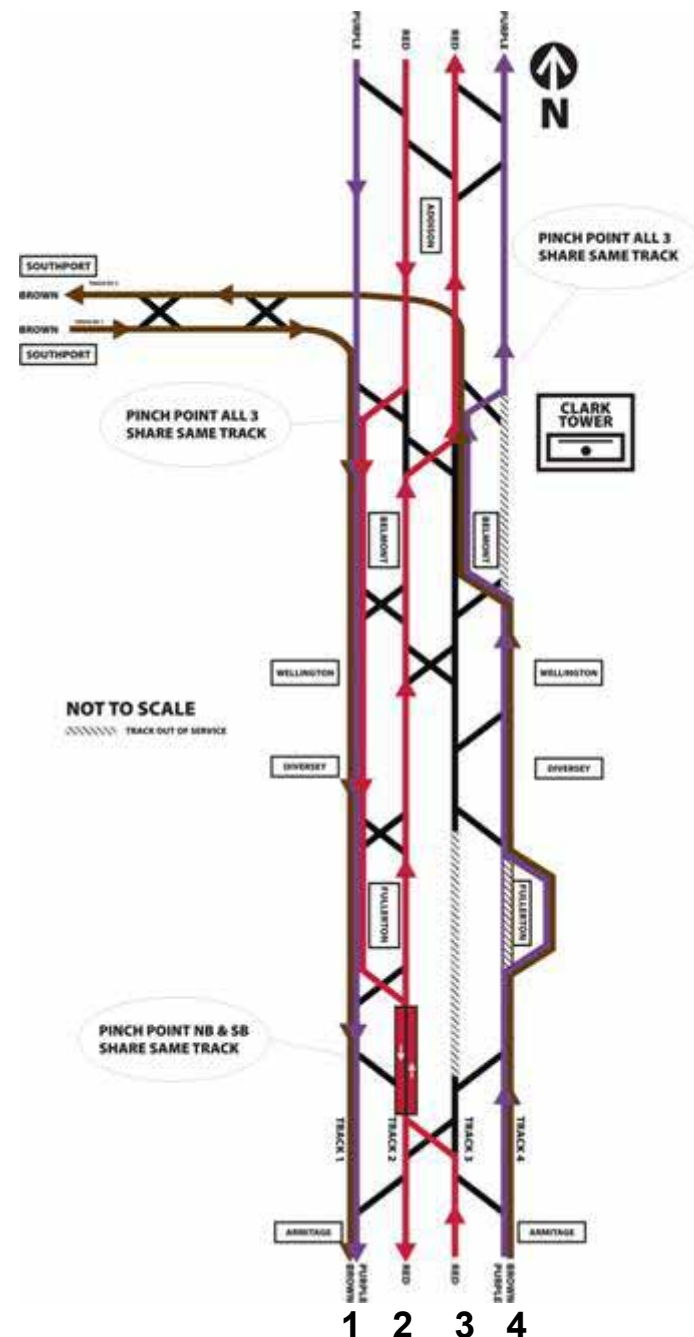 PURPLE
RED
RED
PURPLE
N
ADDISON
PINCH POINT ALL 3
SHARE SAME TRACK
SOUTHPORT
BROWN
BROWN
SOUTHPORT
PINCH POINT ALL 3
SHARE SAME TRACK
CLARK
TOWER
BELMONT
BELMONT
WELLINGTON
WELLINGTON
NOT TO SCALE
TRACK OUT OF SERVICE
DIVERSEY
DIVERSEY
FULLERTON
FULLERTON
PINCH POINT NB & SB
SHARE SAME TRACK
TRACK 1
TRACK 2
TRACK 3
TRACK 4
ARMITAGE
ARMITAGE
BROWN
PURPLE
RED
RED
PURPLE
BROWN
1 2 3 4